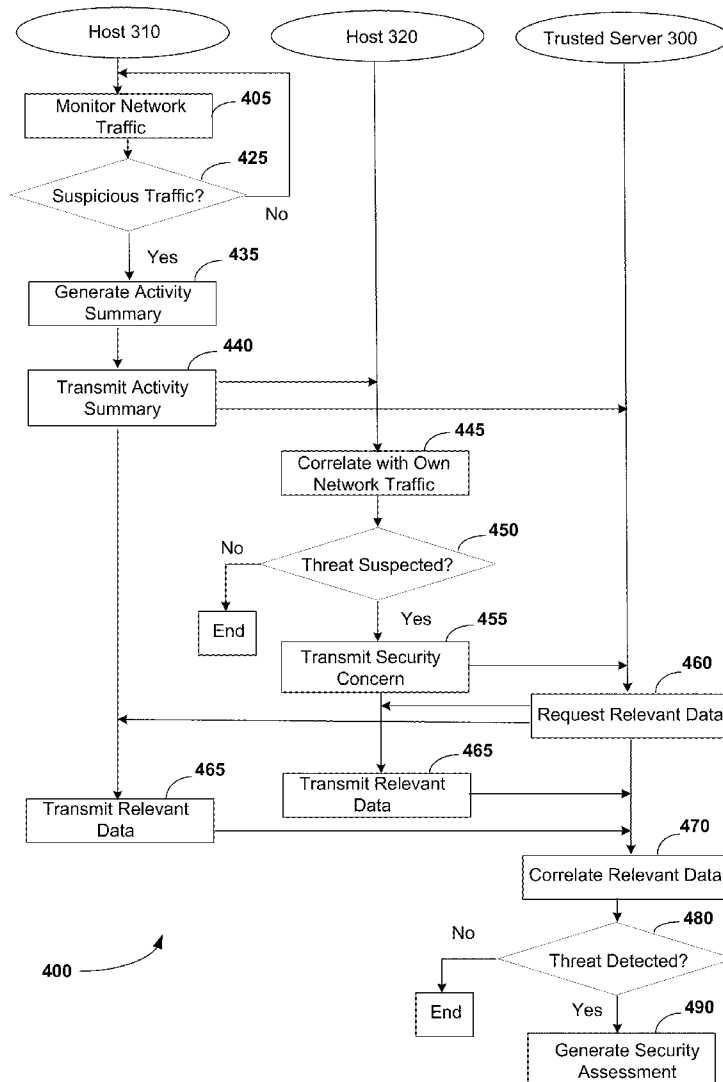 Host 310
Host 320
Trusted Server 300
Monitor Network
Traffic
405
425
Suspicious Traffic?
No
Yes
435
Generate Activity
Summary
440
Transmit Activity
Summary
445
Correlate with Own
Network Traffic
450
No
Threat Suspected?
End
Yes
455
Transmit Security
Concern
460
Request Relevant Data
465
Transmit Relevant
Data
465
Transmit Relevant
Data
470
Correlate Relevant Data
480
No
Threat Detected?
400
End
Yes
490
Generate Security
Assessment